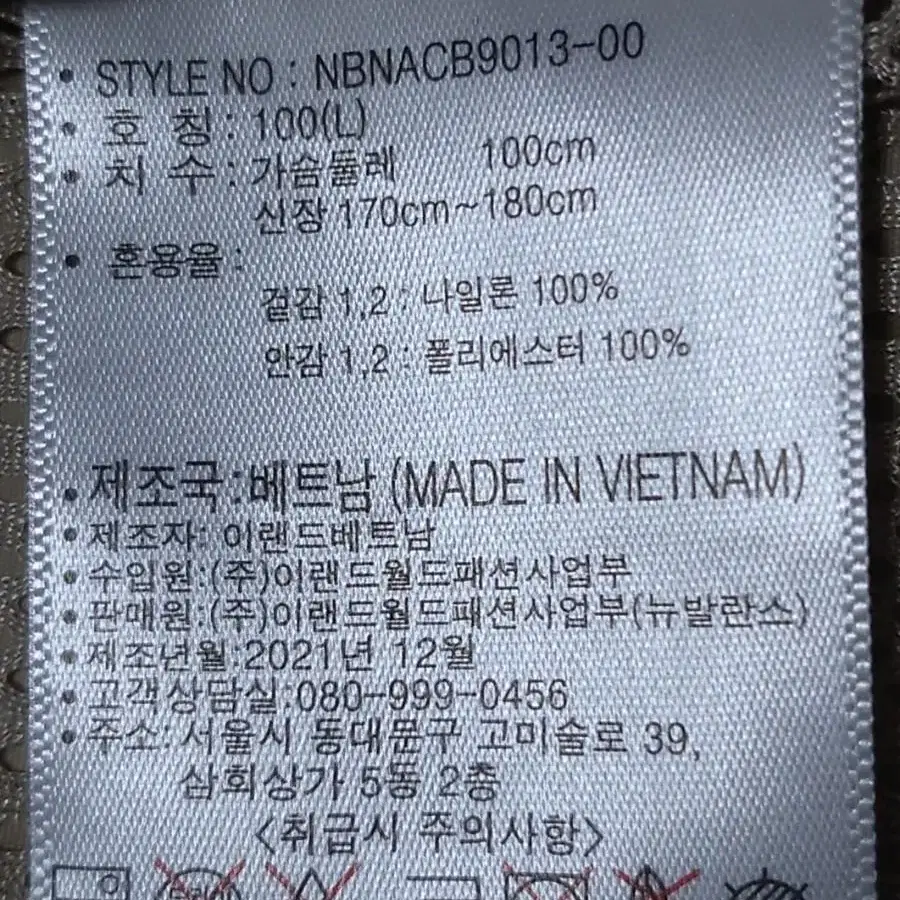 • STYLE NO : NBNACB9013-00
• 호 칭 : 100(L)
• 치 수 : 가슴둘레 100cm
신장 170cm~180cm
• 혼용율 :
겉감 1,2 : 나일론 100%
안감 1,2 : 폴리에스터 100%
• 제조국:베트남 (MADE IN VIETNAM)
• 제조자: 이랜드베트남
• 수입원:(주)이랜드월드패션사업부
• 판매원:(주)이랜드월드패션사업부(뉴발란스)
• 제조년월:2021년 12월
• 고객상담실:080-999-0456
• 주소:서울시 동대문구 고미술로 39,
삼희상가 5동 2층
<취급시 주의사항>